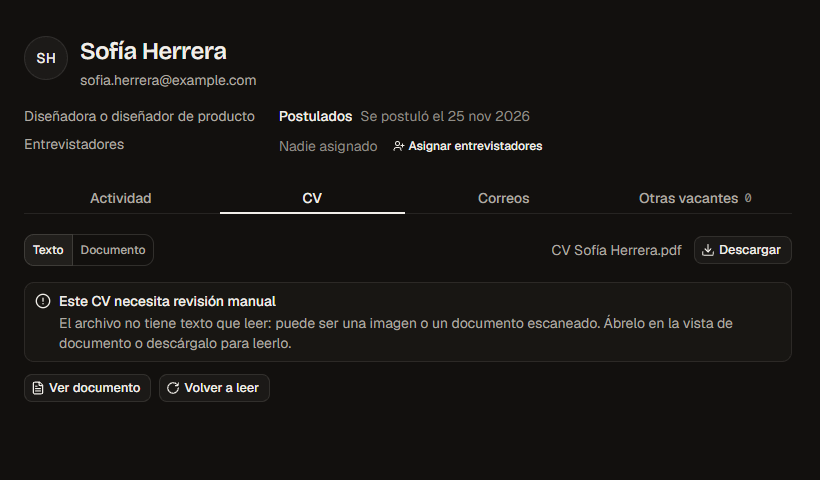 SH
Sofía Herrera
sofia.herrera@example.com
Diseñadora o diseñador de producto
Postulados Se postuló el 25 nov 2026
Entrevistadores
Nadie asignado Asignar entrevistadores
Actividad CV Correos Otras vacantes 0
Texto Documento
CV Sofía Herrera.pdf Descargar
Este CV necesita revisión manual
El archivo no tiene texto que leer: puede ser una imagen o un documento escaneado. Ábrelo en la vista de
documento o descárgalo para leerlo.
Ver documento Volver a leer